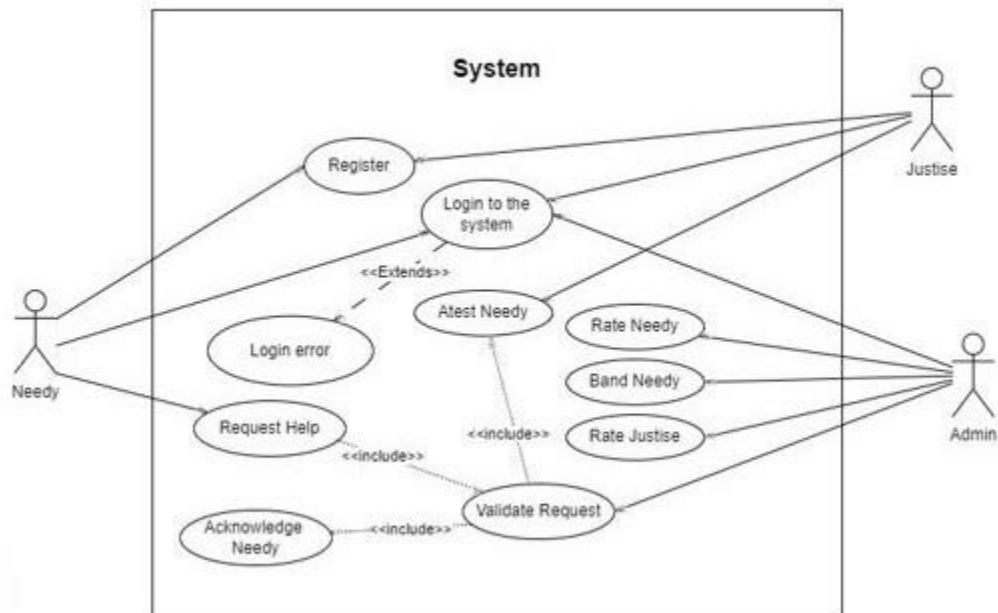 System
Justise
Register
Login to the
system
<<Extends>>
Atest Needy
Rate Needy
Login error
Needy
Band Needy
Admin
Request Help
Rate Justise
<<include>>
<<include>>
Validate Request
Acknowledge
Needy
<<include>>